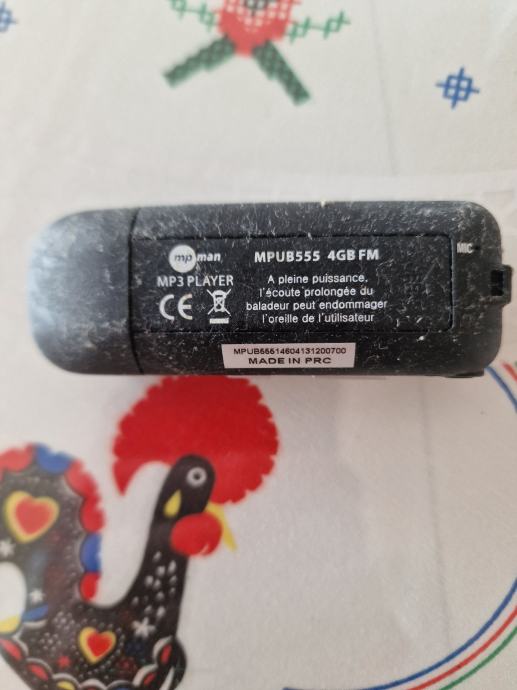 mpman
MPUB555 4GB FM
MP3 PLAYER
CE
A pleine puissance,
l'écoute prolongée du
baladeur peut endommager
l'oreille de l'utilisateur
MIC
MPUB55514604131200700
MADE IN PRC